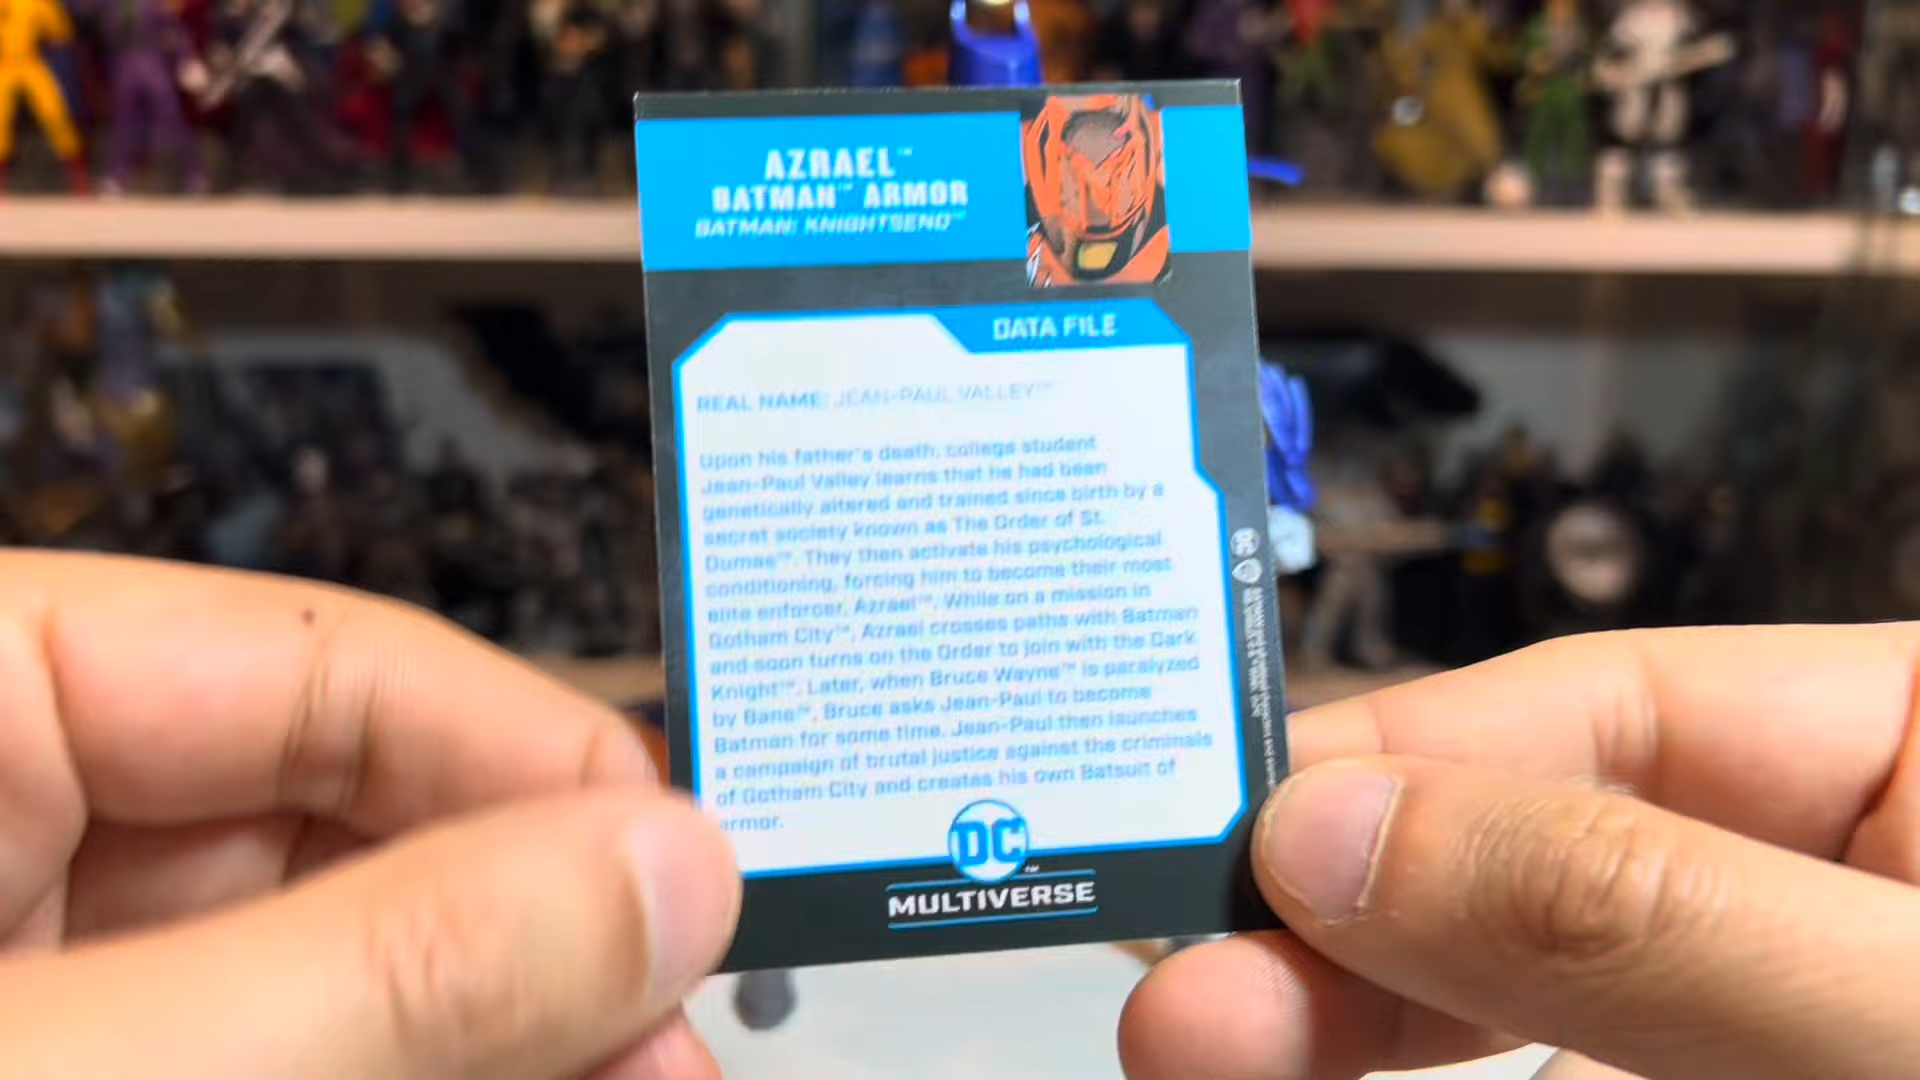 AZRAEL™
BATMAN™ ARMOR
BATMAN: KNIGHTSEND™
DATA FILE
REAL NAME: JEAN-PAUL VALLEY™
Upon his father's death, college student
Jean-Paul Valley learns that he had been
genetically altered and trained since birth by a
secret society known as The Order of St.
Dumas™. They then activate his psychological
conditioning, forcing him to become their most
elite enforcer, Azrael™. While on a mission in
Gotham City™, Azrael crosses paths with Batman
and soon turns on the Order to join with the Dark
Knight™. Later, when Bruce Wayne™ is paralyzed
by Bane™, Bruce asks Jean-Paul to become
Batman for some time. Jean-Paul then launches
a campaign of brutal justice against the criminals
of Gotham City and creates his own Batsuit of
armor.
DC
MULTIVERSE™
DC